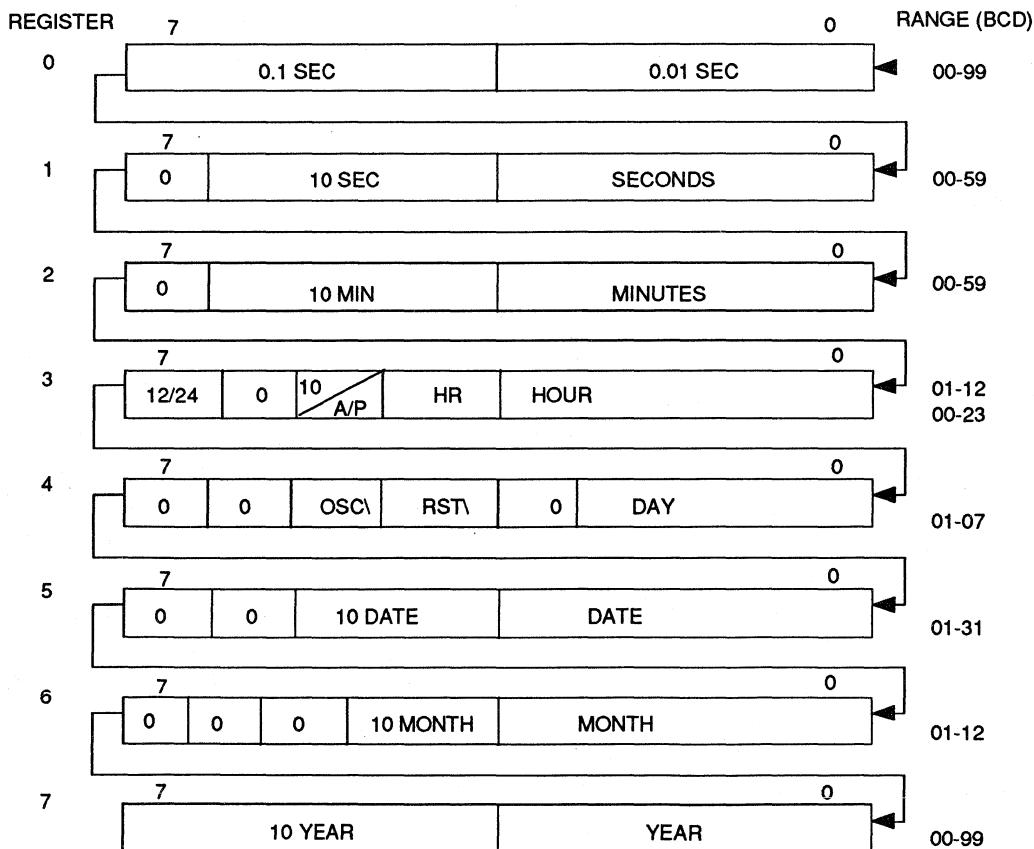 REGISTER 7 0 RANGE (BCD)
0 0.1 SEC 0.01 SEC 00-99
7 0
1 0 10 SEC SECONDS 00-59
7 0
2 0 10 MIN MINUTES 00-59
7 0
3 12/24 0 10 A/P HR HOUR 01-12
00-23
7 0
4 0 0 OSC\ RST\ 0 DAY 01-07
7 0
5 0 0 10 DATE DATE 01-31
7 0
6 0 0 0 10 MONTH MONTH 01-12
7 0
7 10 YEAR YEAR 00-99